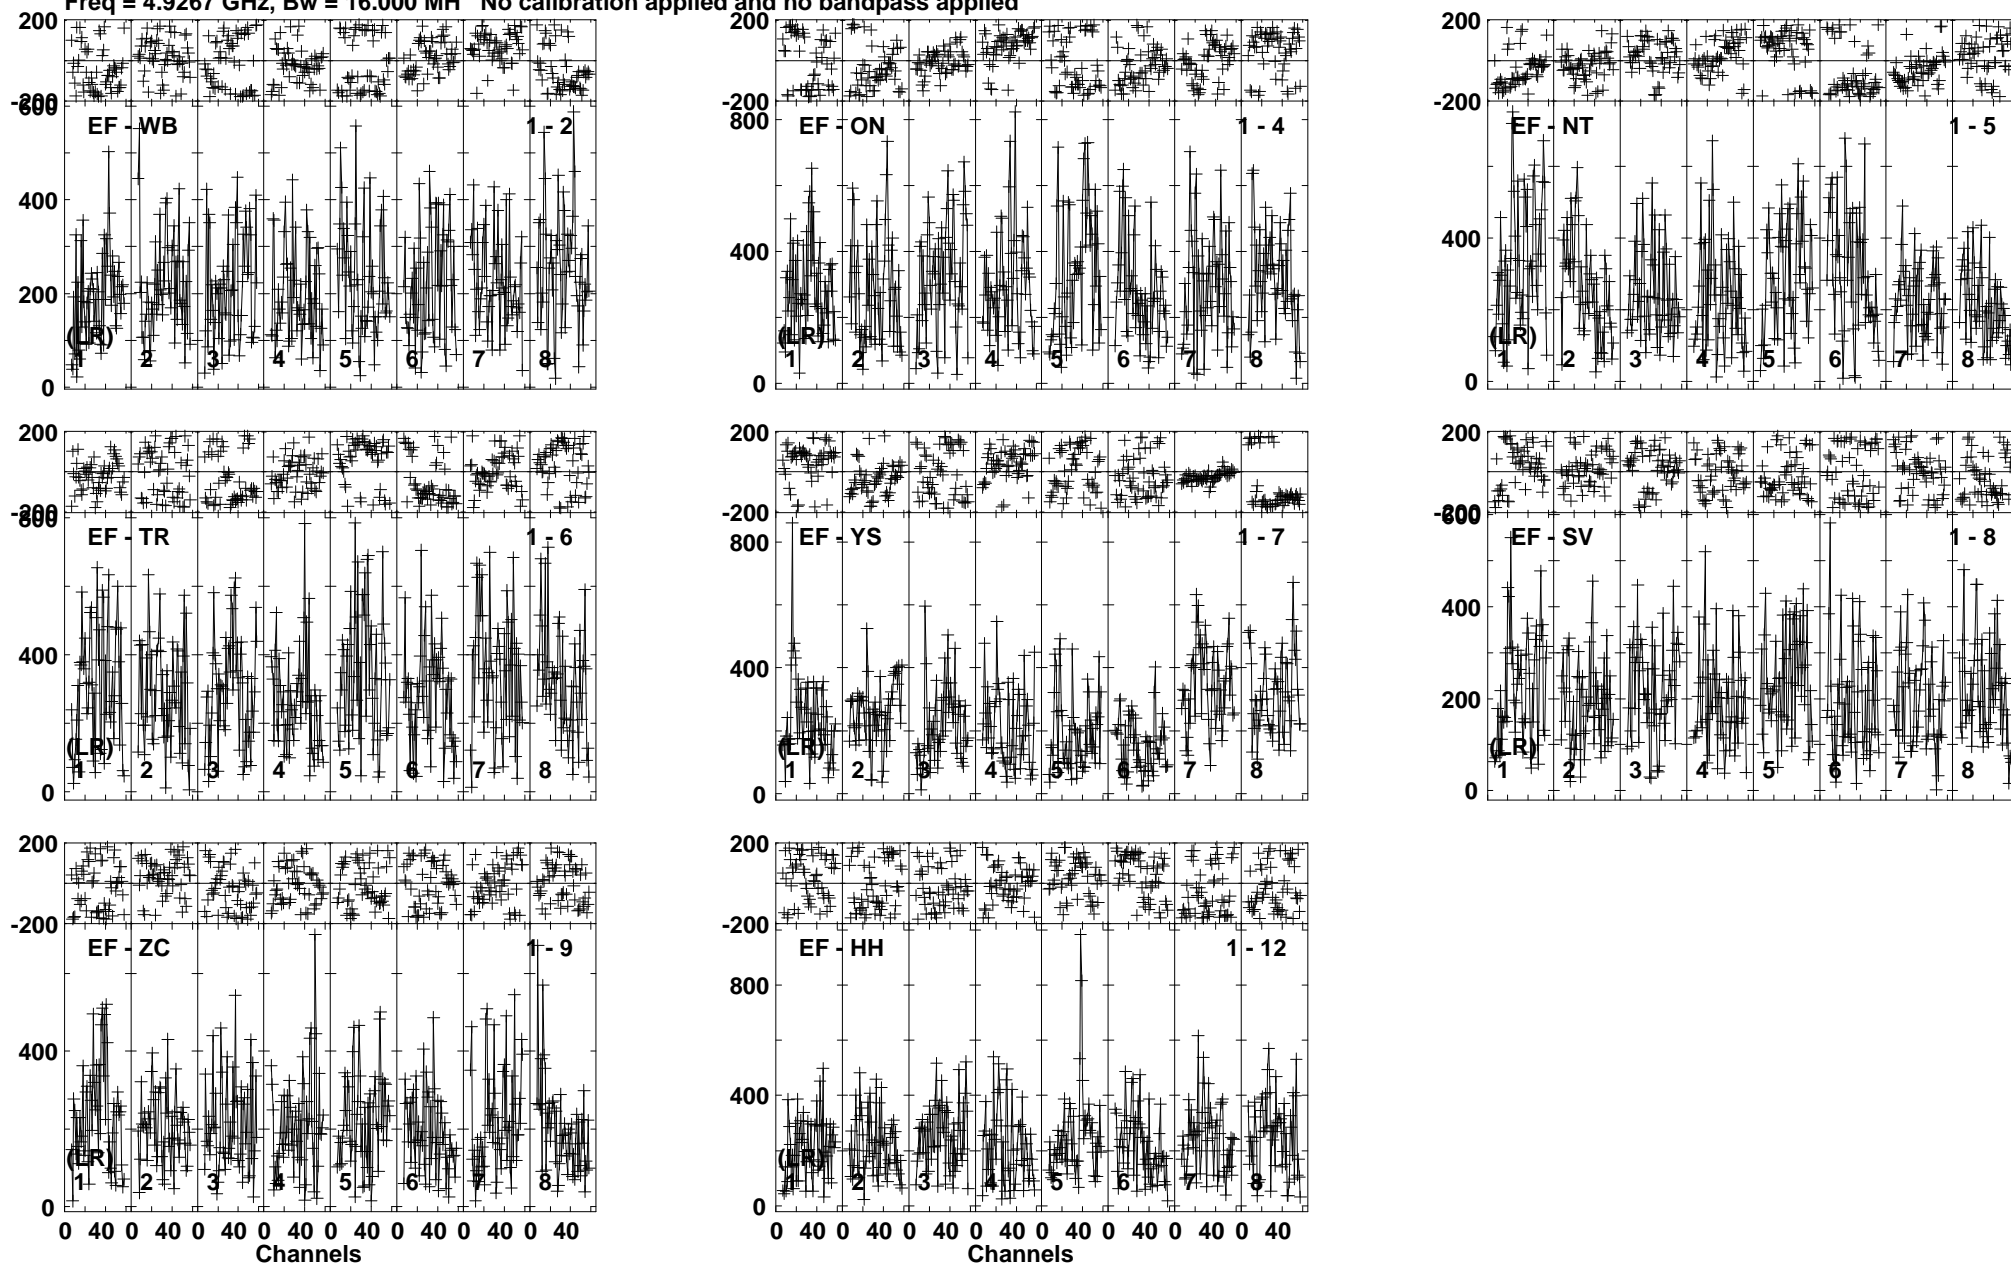 Freq = 4.9267 GHz, Bw = 16.000 MH   No calibration applied and no bandpass applied
200 200 200
-200 -200 -200
600 EF - WB 1 - 2 800 EF - ON 1 - 4 EF - NT 1 - 5
400 400 400
200
(LR) (LR) (LR)
1 2 3 4 5 6 7 8 1 2 3 4 5 6 7 8 1 2 3 4 5 6 7 8
0 0 0
200 200 200
-200 -200 -200
800 EF - TR 1 - 6 800 EF - YS 1 - 7 600 EF - SV 1 - 8
400 400 400
200
(LR) (LR) (LR)
1 2 3 4 5 6 7 8 1 2 3 4 5 6 7 8 1 2 3 4 5 6 7 8
0 0 0
200 200
-200 -200
EF - ZC 1 - 9 EF - HH 1 - 12
800
400 400
(LR) (LR)
1 2 3 4 5 6 7 8 1 2 3 4 5 6 7 8
0 0
0 40 0 40 0 40 0 40 0 40 0 40 0 40 0 40 0 40 0 40 0 40 0 40 0 40 0 40 0 40 0 40
Channels Channels